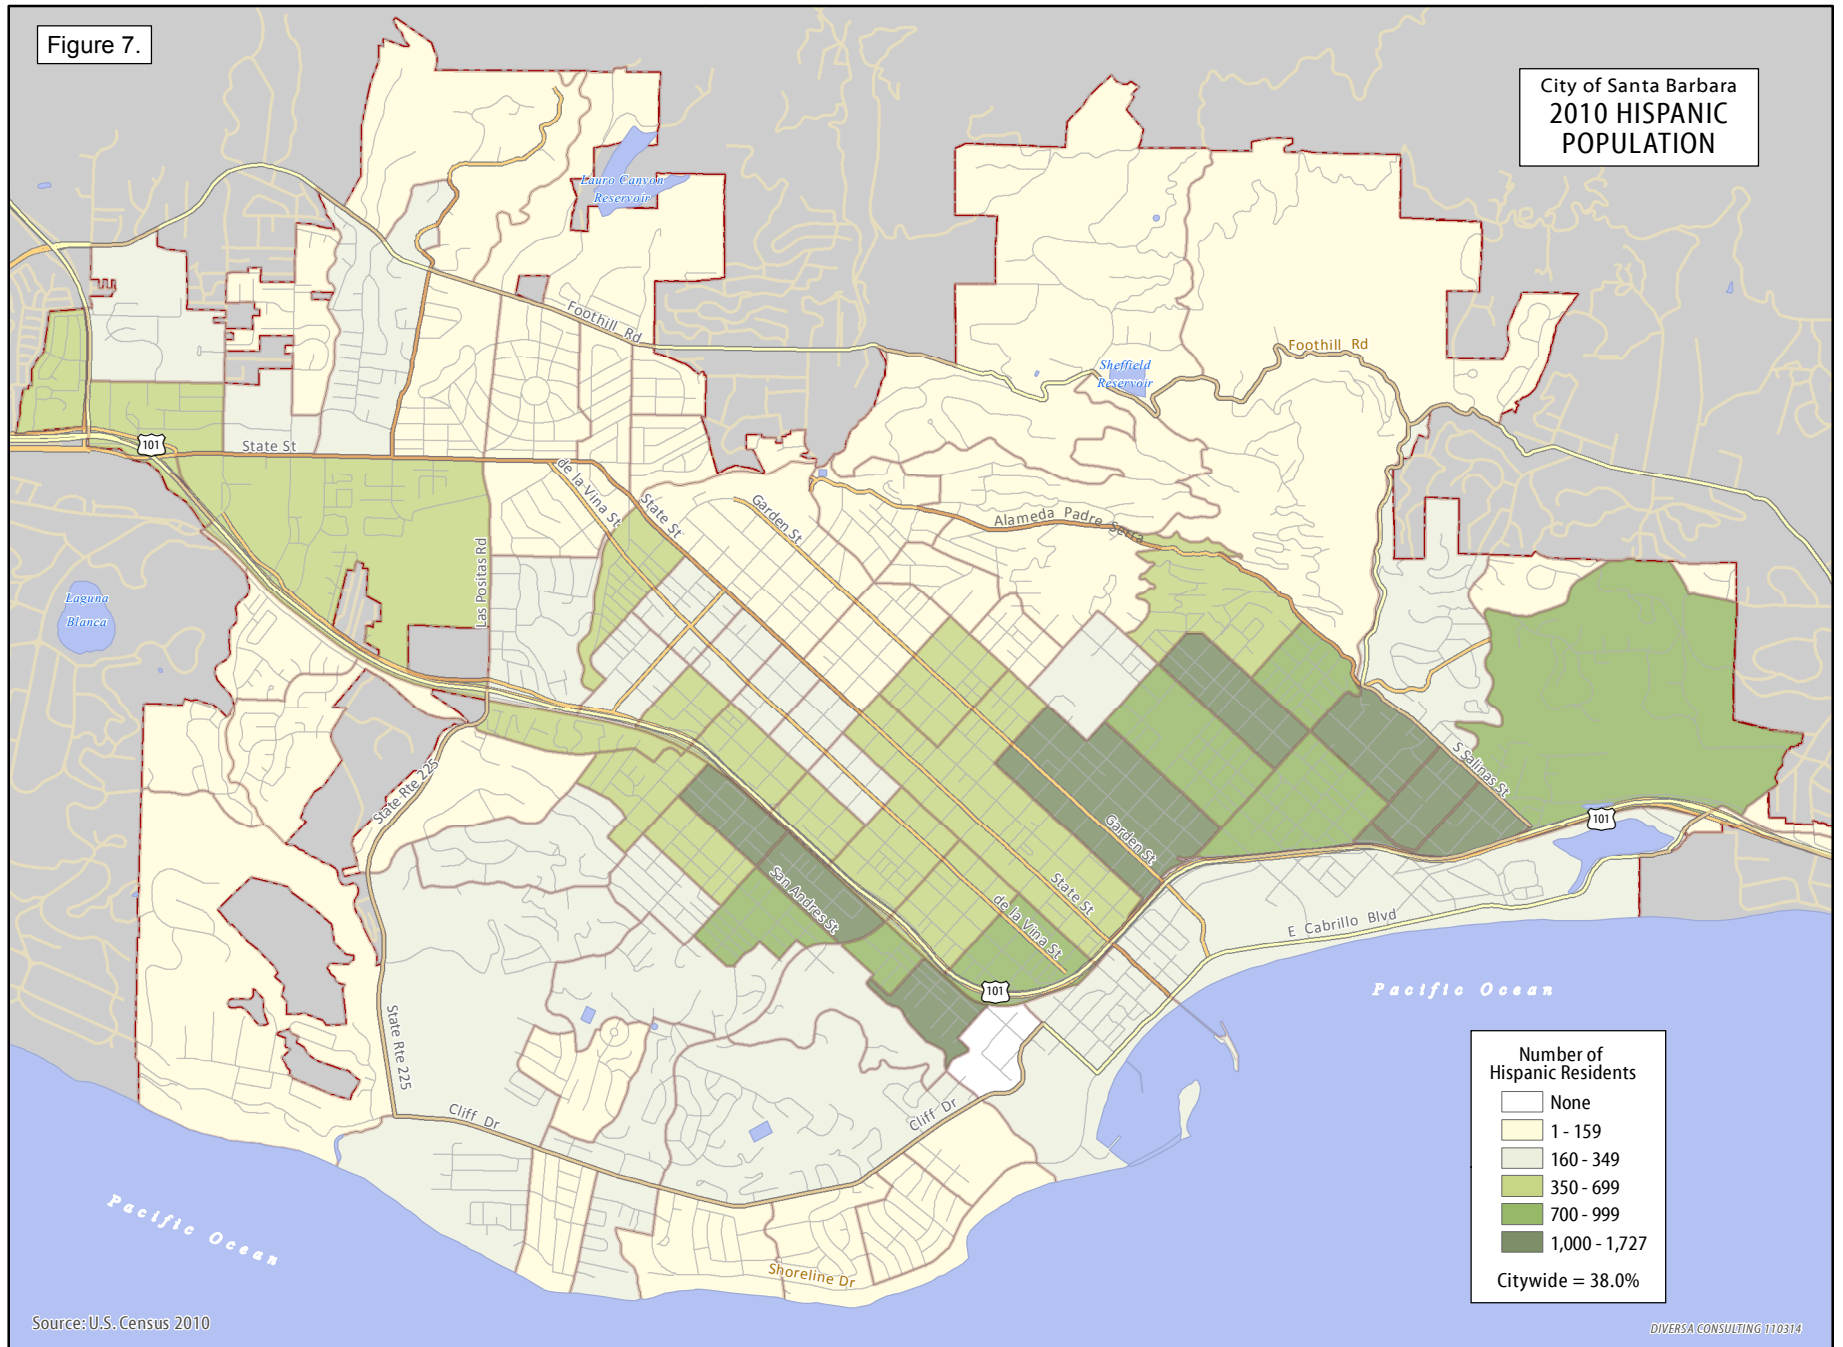 Figure 7.
City of Santa Barbara
2010 HISPANIC
POPULATION
Lauro Canyon
Reservoir
Foothill Rd
Foothill Rd
Sheffield
Reservoir
101
State St
de la Vina St
State St
Garden St
Alameda Padre Serra
Las Positas Rd
Laguna
Blanca
State Rte 225
S Salinas St
101
Garden St
San Andres St
State St
de la Vina St
E Cabrillo Blvd
101
Pacific Ocean
State Rte 225
Cliff Dr
Cliff Dr
Pacific Ocean
Shoreline Dr
Number of
Hispanic Residents
None
1 - 159
160 - 349
350 - 699
700 - 999
1,000 - 1,727
Citywide = 38.0%
Source: U.S. Census 2010
DIVERSA CONSULTING 110314